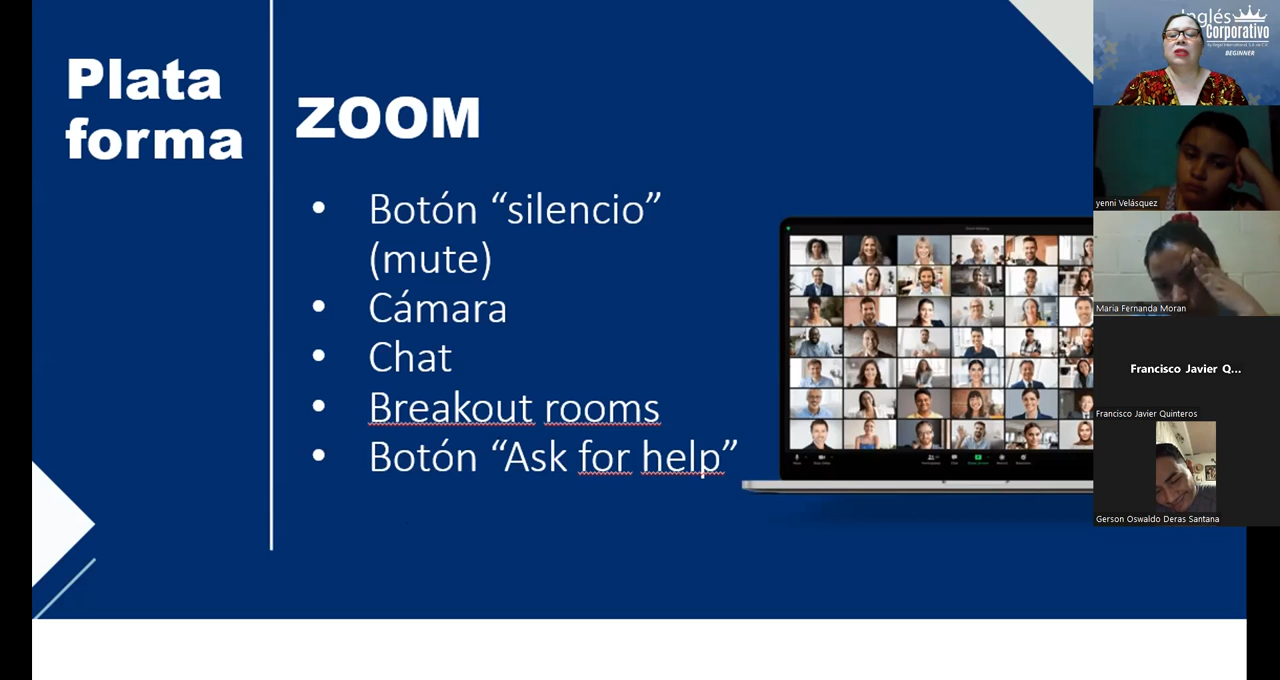 Plata
forma
ZOOM
• Botón “silencio”
(mute)
• Cámara
• Chat
• Breakout rooms
• Botón “Ask for help”
Inglés
Corporativo
BEGINNER
yenni Velásquez
Maria Fernanda Moran
Francisco Javier Q...
Francisco Javier Quinteros
Gerson Oswaldo Deras Santana